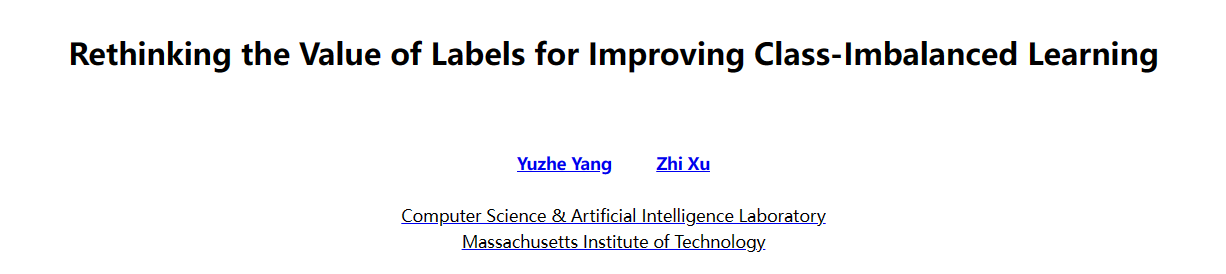 Rethinking the Value of Labels for Improving Class-Imbalanced Learning
Yuzhe Yang Zhi Xu
Computer Science & Artificial Intelligence Laboratory
Massachusetts Institute of Technology